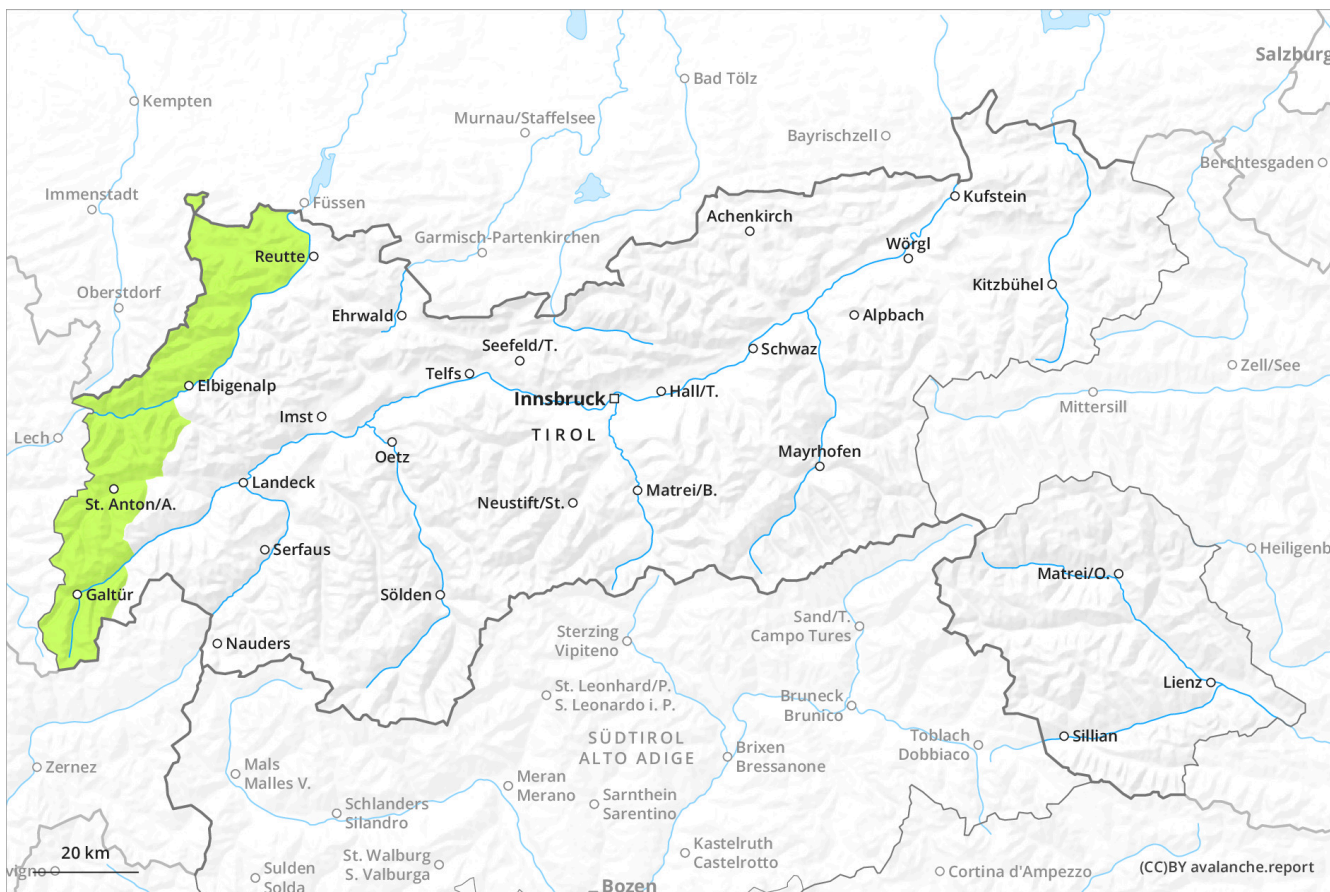 Salzburg
Bad Tölz
Kempten
Murnau/Staffelsee
Bayrischzell
Berchtesgaden
Immenstadt
Füssen
Kufstein
Achenkirch
Garmisch-Partenkirchen
Wörgl
Reutte
Kitzbühel
Oberstdorf
Ehrwald
Alpbach
Seefeld/T.
Schwaz
Zell/See
Telfs
Elbigenalp
Hall/T.
Mittersill
Innsbruck
Imst
Lech
TIROL
Oetz
Mayrhofen
Landeck
Matrei/B.
St. Anton/A.
Neustift/St.
Serfaus
Heiligenb
Matrei/O.
Galtür
Sölden
Sand/T.
Campo Tures
Sterzing
Vipiteno
Nauders
Lienz
St. Leonhard/P.
S. Leonardo i. P.
Bruneck
Brunico
Sillian
SÜDTIROL
ALTO ADIGE
Toblach
Dobbiaco
Brixen
Bressanone
Zernez
Mals
Malles V.
Meran
Merano
Sarnthein
Sarentino
Schlanders
Silandro
20 km
Kastelruth
Castelrotto
St. Walburg
S. Valburga
vigno
Sulden
Solda
Cortina d'Ampezzo
(CC)BY avalanche.report
Bozen